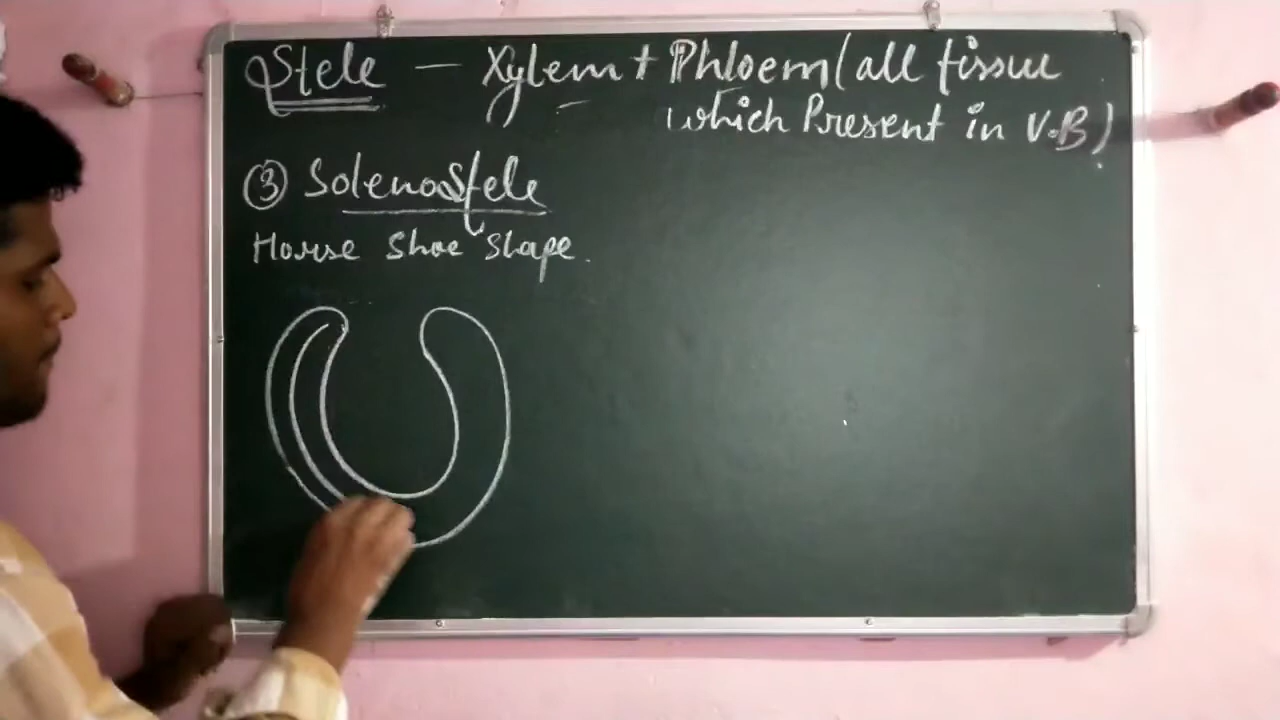 Stele — Xylem + Phloem (all tissue
which Present in V.B)
③ Solenostele
Horse Shoe Shape.